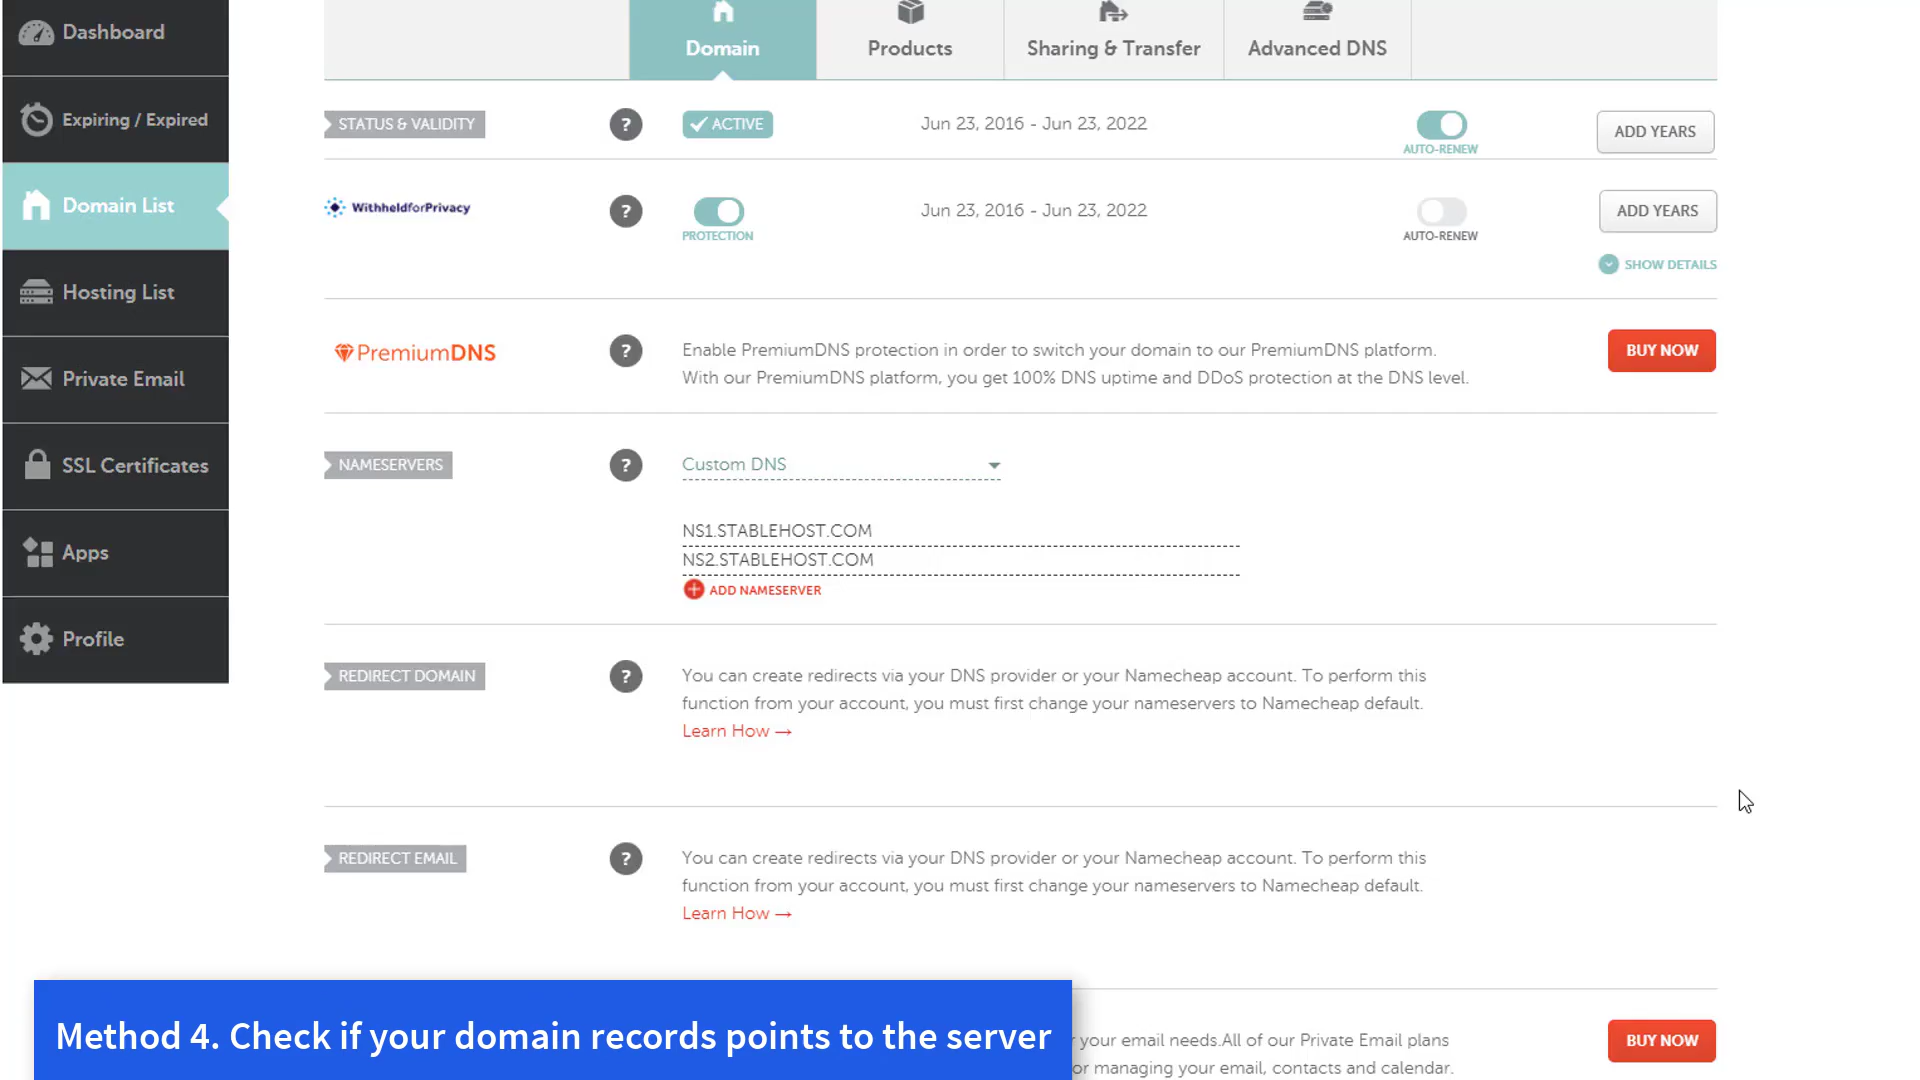 Dashboard
Expiring / Expired
Domain List
Hosting List
Private Email
SSL Certificates
Apps
Profile
Domain
Products
Sharing & Transfer
Advanced DNS
STATUS & VALIDITY
?
ACTIVE
Jun 23, 2016 - Jun 23, 2022
AUTO-RENEW
ADD YEARS
WithheldforPrivacy
?
PROTECTION
Jun 23, 2016 - Jun 23, 2022
AUTO-RENEW
ADD YEARS
SHOW DETAILS
PremiumDNS
?
Enable PremiumDNS protection in order to switch your domain to our PremiumDNS platform.
With our PremiumDNS platform, you get 100% DNS uptime and DDoS protection at the DNS level.
BUY NOW
NAMESERVERS
?
Custom DNS
NS1.STABLEHOST.COM
NS2.STABLEHOST.COM
ADD NAMESERVER
REDIRECT DOMAIN
?
You can create redirects via your DNS provider or your Namecheap account. To perform this
function from your account, you must first change your nameservers to Namecheap default.
Learn How →
REDIRECT EMAIL
?
You can create redirects via your DNS provider or your Namecheap account. To perform this
function from your account, you must first change your nameservers to Namecheap default.
Learn How →
your email needs.All of our Private Email plans
or managing your email, contacts and calendar.
BUY NOW
Method 4. Check if your domain records points to the server